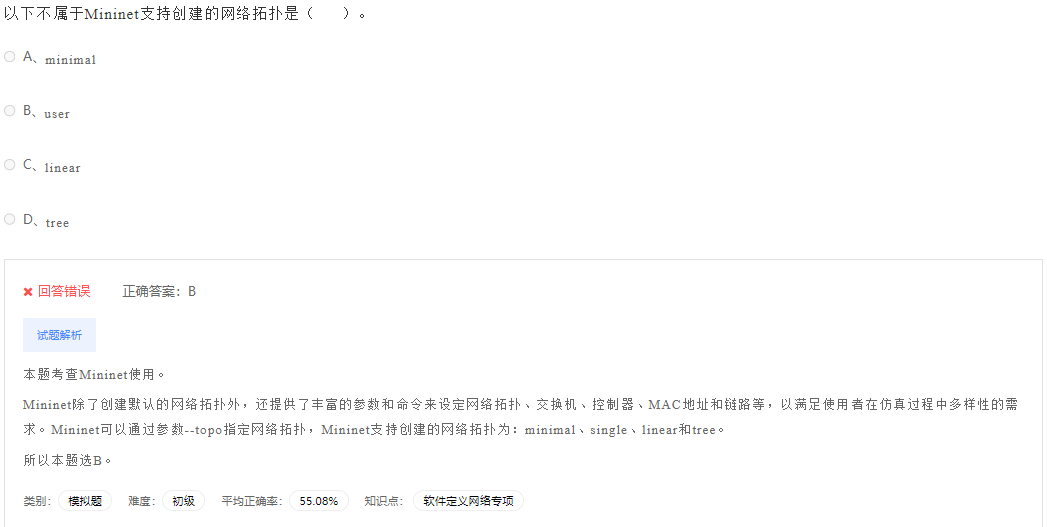 以下不属于Mininet支持创建的网络拓扑是（　　）。
A、minimal
B、user
C、linear
D、tree
✖ 回答错误　　正确答案：B
试题解析
本题考查Mininet使用。
Mininet除了创建默认的网络拓扑外，还提供了丰富的参数和命令来设定网络拓扑、交换机、控制器、MAC地址和链路等，以满足使用者在仿真过程中多样性的需
求。Mininet可以通过参数--topo指定网络拓扑，Mininet支持创建的网络拓扑为：minimal、single、linear和tree。
所以本题选B。
类别： 模拟题　难度： 初级　平均正确率： 55.08%　知识点： 软件定义网络专项